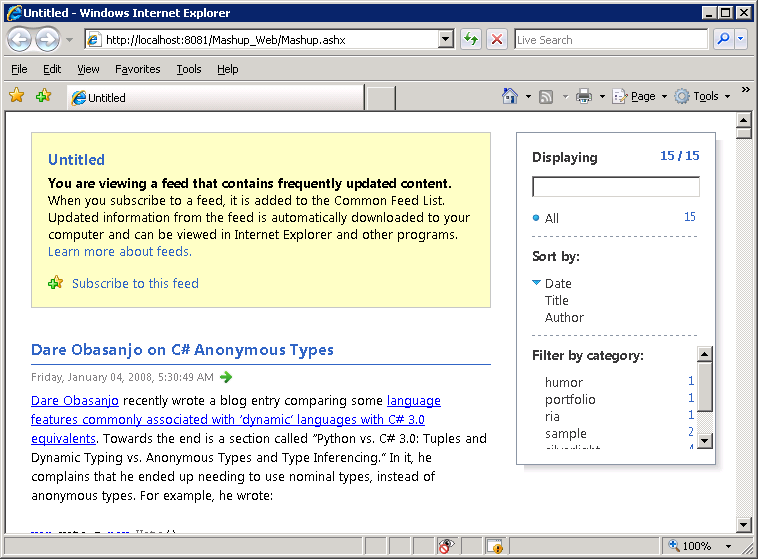 Untitled - Windows Internet Explorer
http://localhost:8081/Mashup_Web/Mashup.ashx
Live Search
File Edit View Favorites Tools Help
Untitled
Page Tools
Untitled
You are viewing a feed that contains frequently updated content.
When you subscribe to a feed, it is added to the Common Feed List.
Updated information from the feed is automatically downloaded to your
computer and can be viewed in Internet Explorer and other programs.
Learn more about feeds.
Subscribe to this feed
Dare Obasanjo on C# Anonymous Types
Friday, January 04, 2008, 5:30:49 AM
Dare Obasanjo recently wrote a blog entry comparing some language
features commonly associated with 'dynamic' languages with C# 3.0
equivalents. Towards the end is a section called "Python vs. C# 3.0: Tuples and
Dynamic Typing vs. Anonymous Types and Type Inferencing." In it, he
complains that he ended up needing to use nominal types, instead of
anonymous types. For example, he wrote:
Displaying 15 / 15
All 15
Sort by:
Date
Title
Author
Filter by category:
humor 1
portfolio 1
ria 1
sample 2
100%